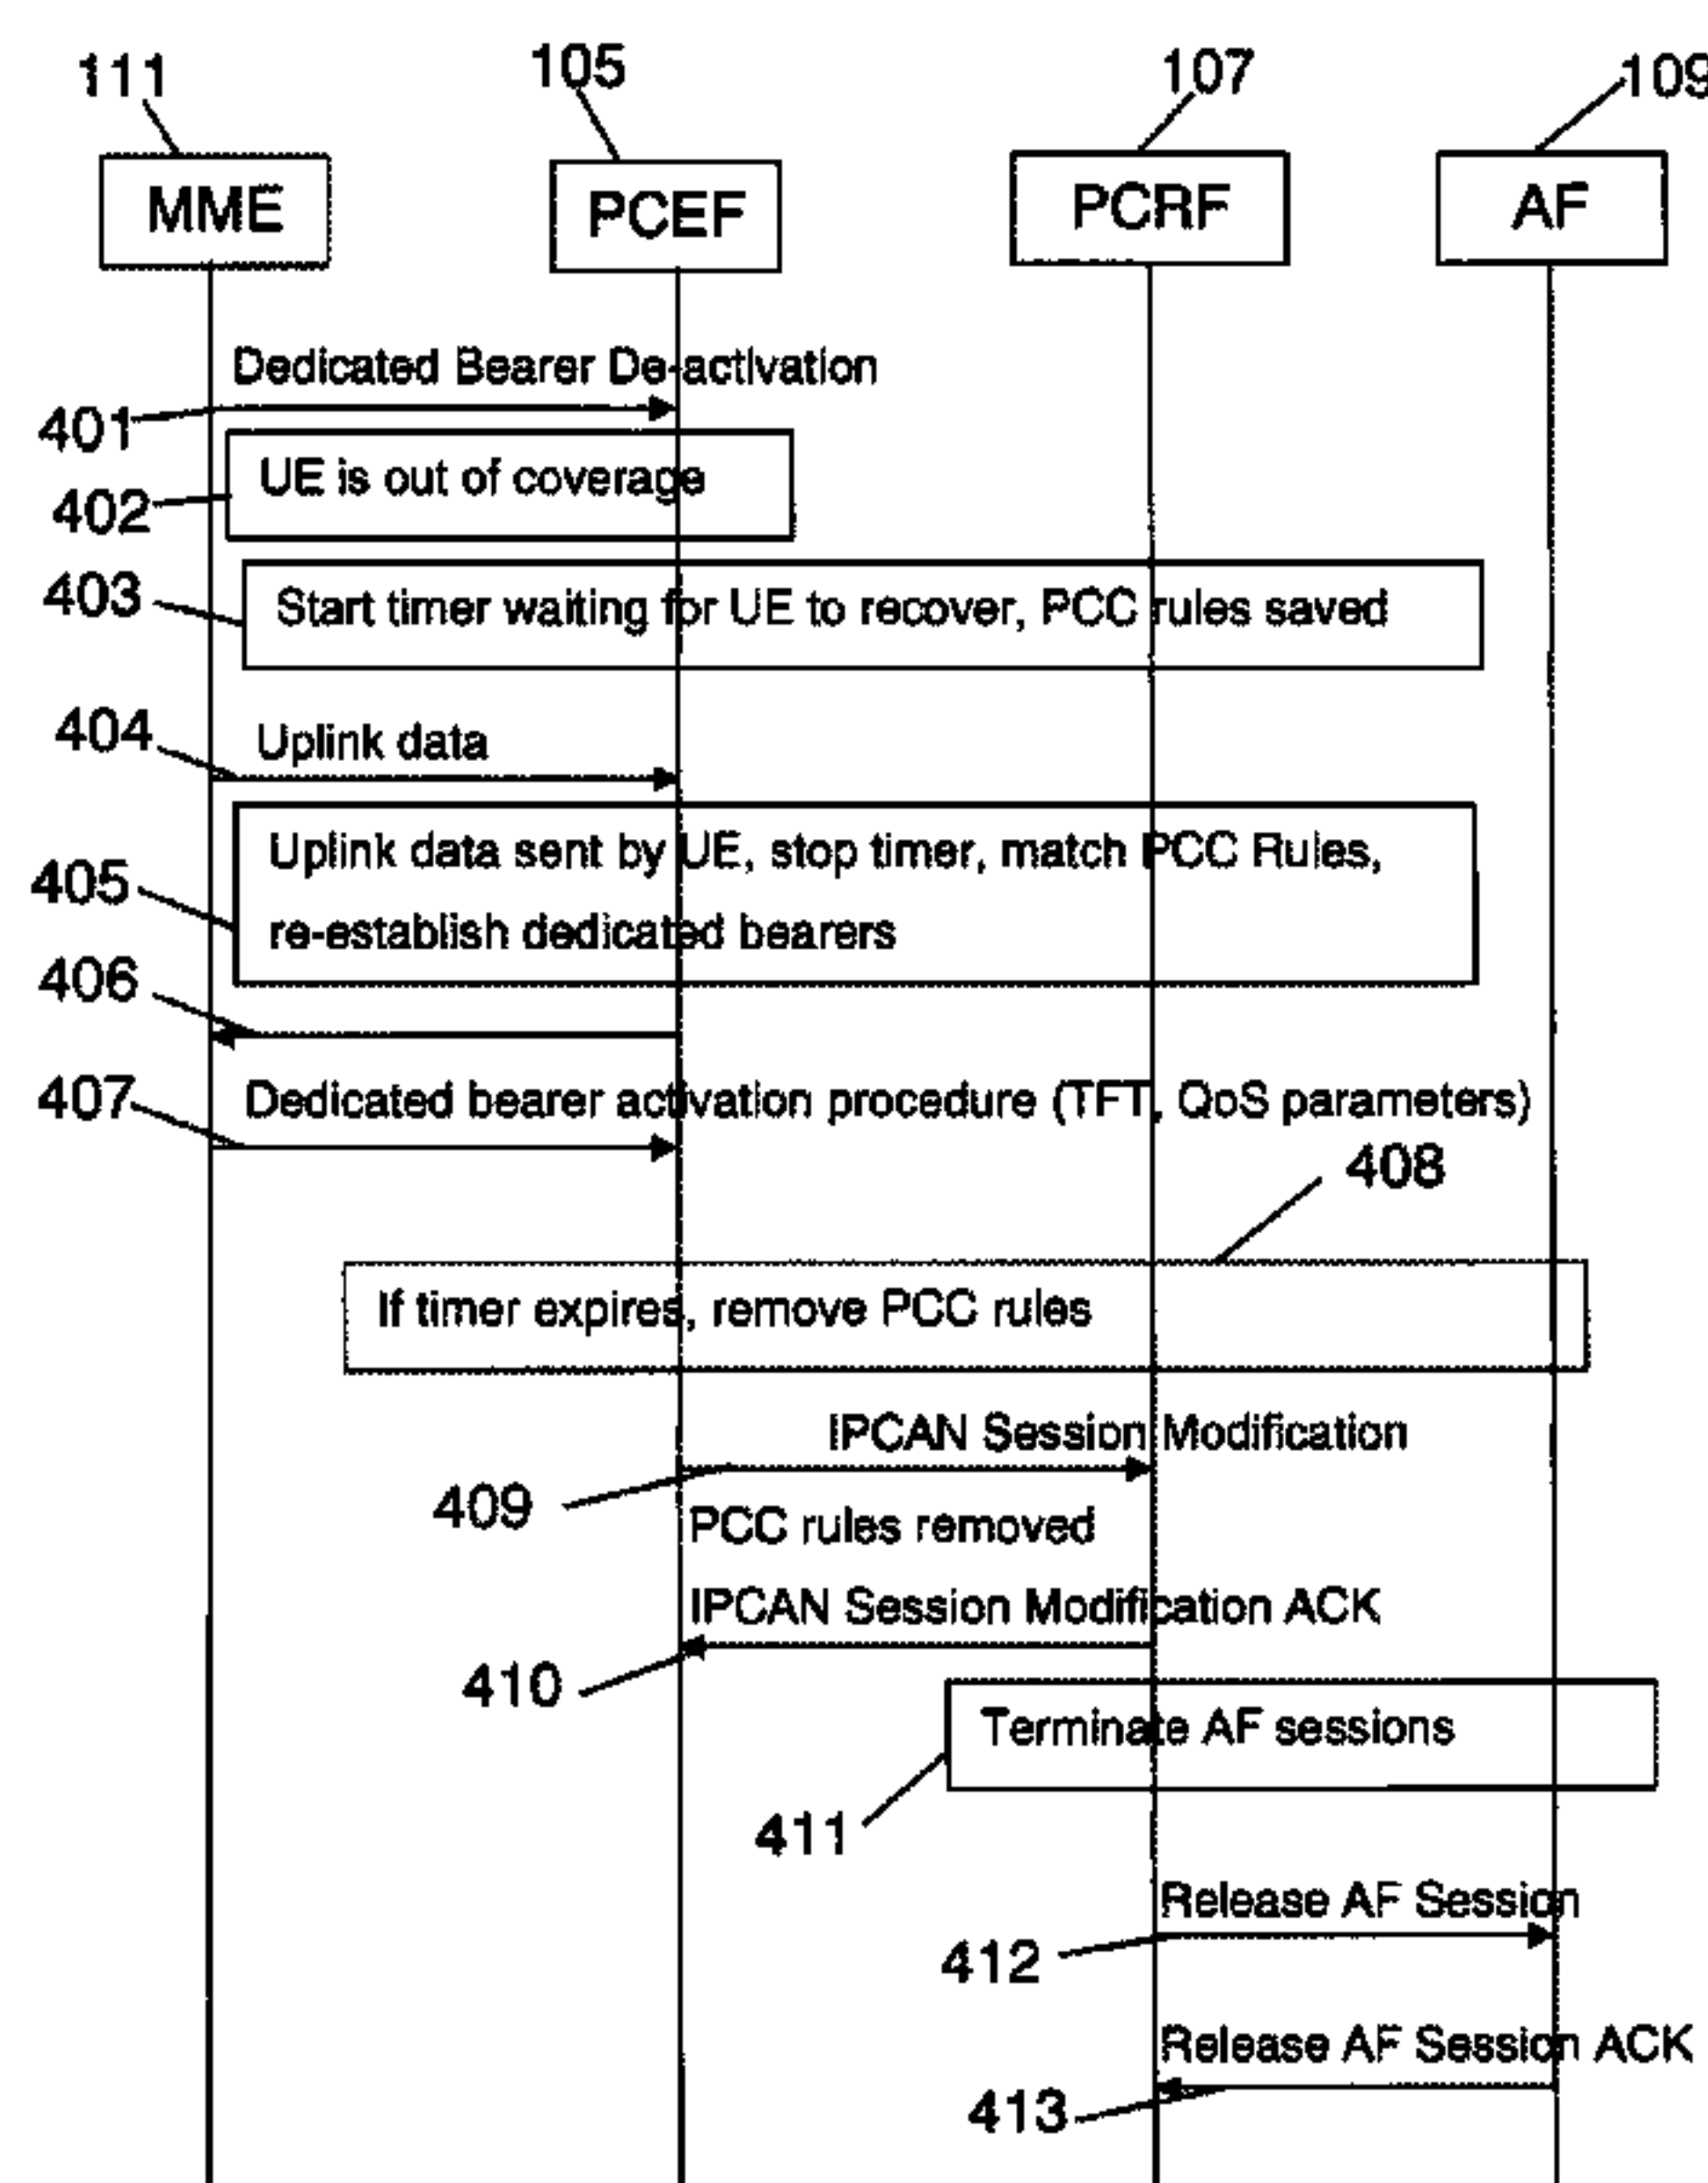 111
105
107
109
MME
PCEF
PCRF
AF
Dedicated Bearer De-activation
401
UE is out of coverage
402
403
Start timer waiting for UE to recover, PCC rules saved
404
Uplink data
Uplink data sent by UE, stop timer, match PCC Rules,
405
re-establish dedicated bearers
406
407
Dedicated bearer activation procedure (TFT, QoS parameters)
408
If timer expires, remove PCC rules
IPCAN Session Modification
409
PCC rules removed
IPCAN Session Modification ACK
410
Terminate AF sessions
411
Release AF Session
412
Release AF Session ACK
413